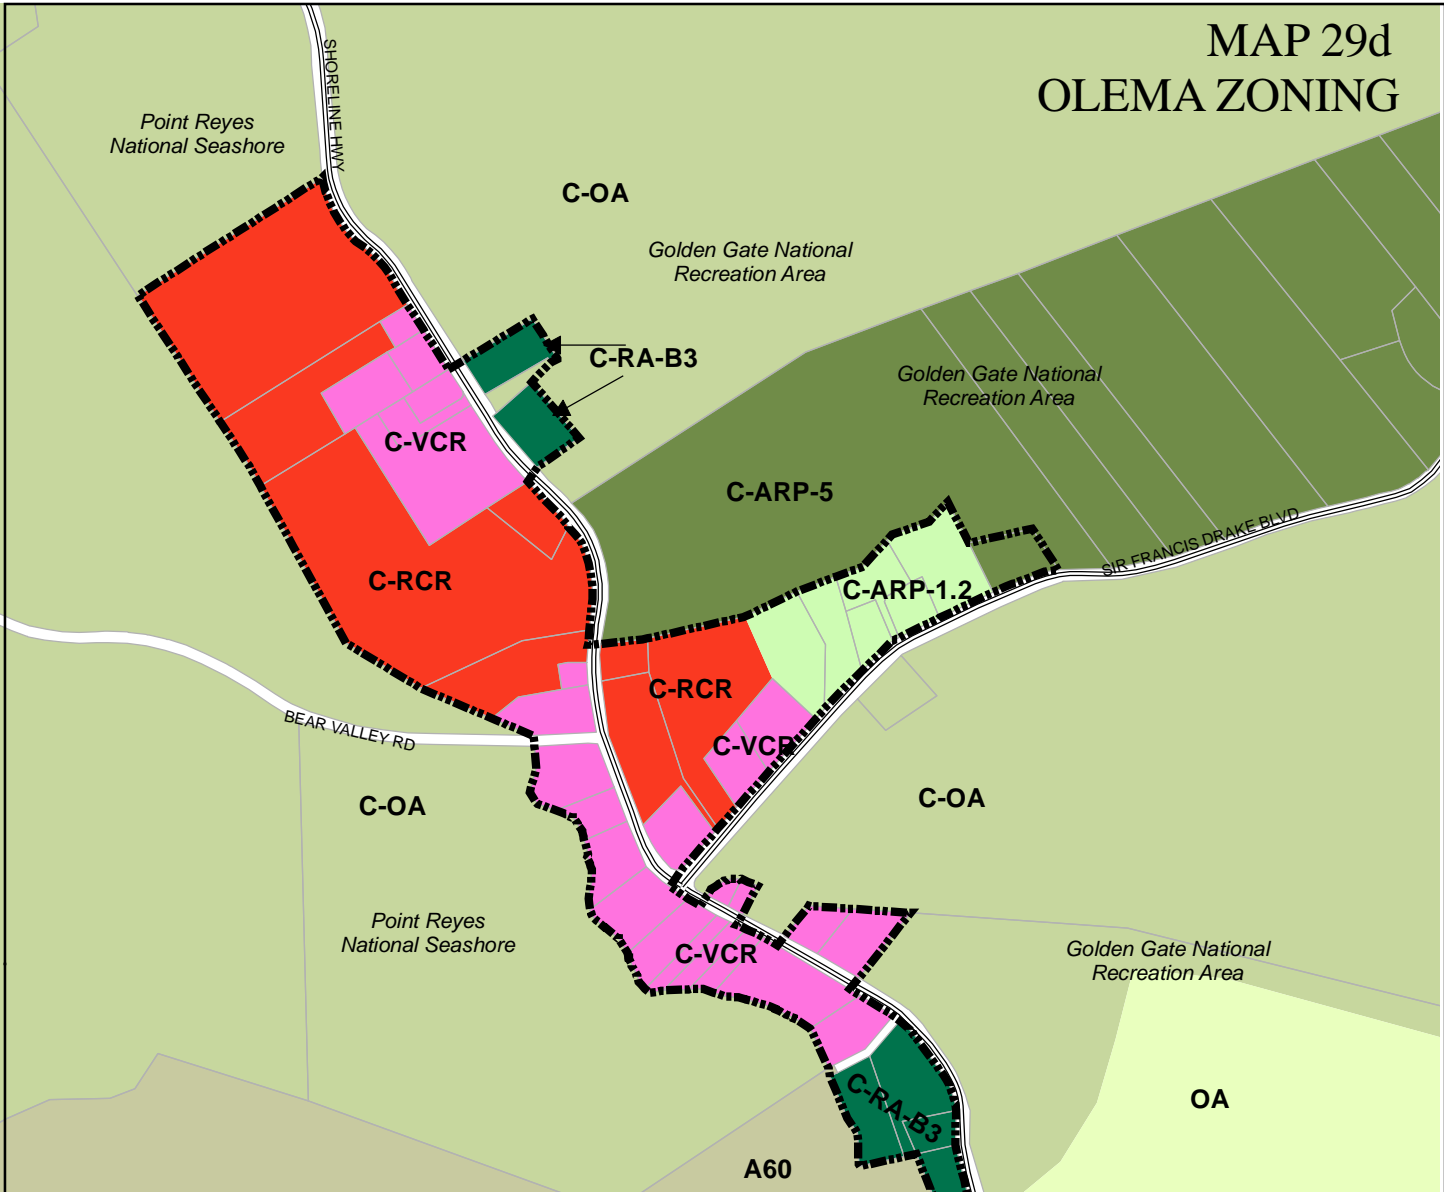 MAP 29d
OLEMA ZONING
SHORELINE HWY
Point Reyes
National Seashore
C-OA
Golden Gate National
Recreation Area
C-RA-B3
Golden Gate National
Recreation Area
C-VCR
C-ARP-5
SIR FRANCIS DRAKE BLVD
C-RCR
C-ARP-1.2
C-RCR
BEAR VALLEY RD
C-VCR
C-OA
C-OA
Point Reyes
National Seashore
C-VCR
Golden Gate National
Recreation Area
C-RA-B3
OA
A60